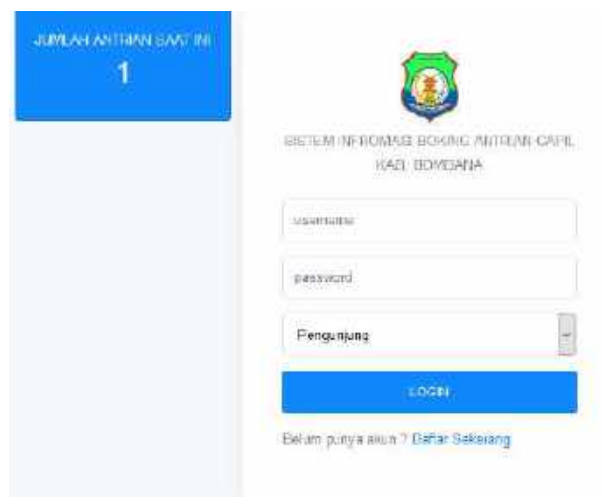 JUMLAH ANTRIAN SAAT INI
1
SISTEM INFROMASI BOKING ANTRIAN CAPIL
KAB. BOMBANA
username
password
Pengunjung
LOGIN
Belum punya akun ? Daftar Sekarang